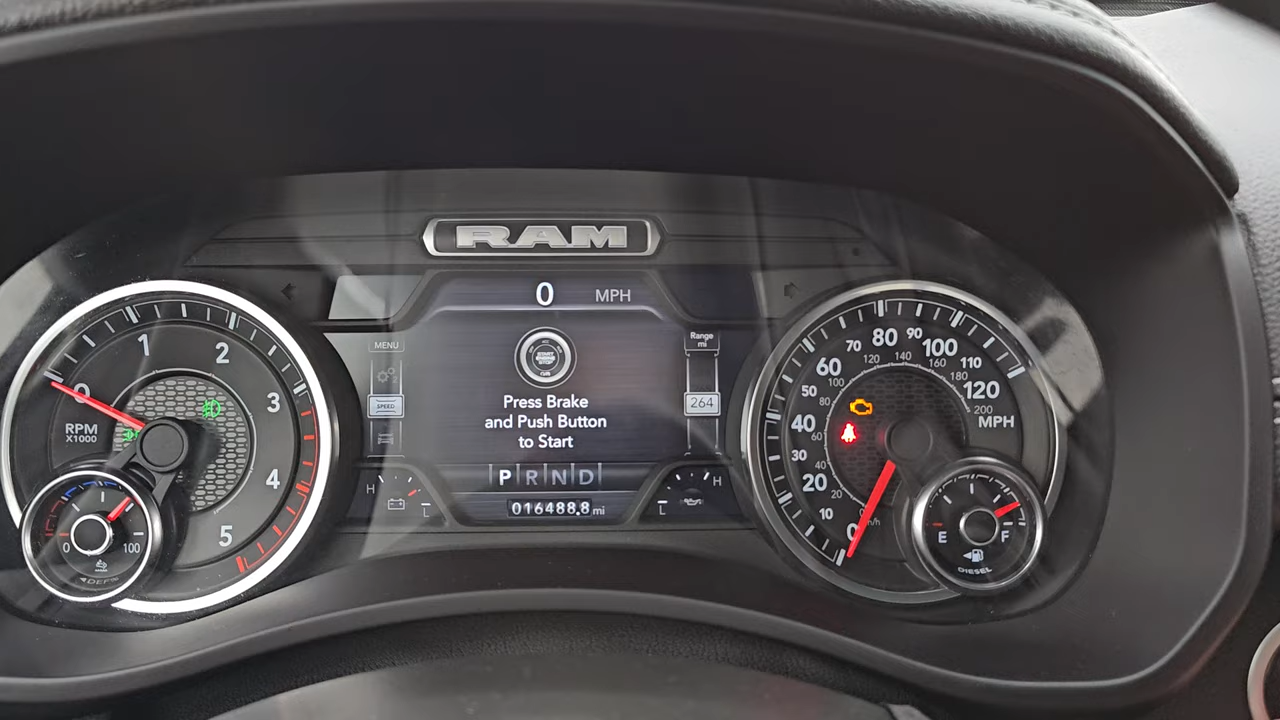 RAM
0 MPH
MENU
SPEED
Range
mi
264
Press Brake
and Push Button
to Start
P R N D
016488.8 mi
H
L
H
L
0
1
2
3
4
5
RPM
X1000
0
100
DEF
0
10
20
30
40
50
60
70
80
90
100
110
120
MPH
20
40
60
80
100
120
140
160
180
200
km/h
E
F
DIESEL